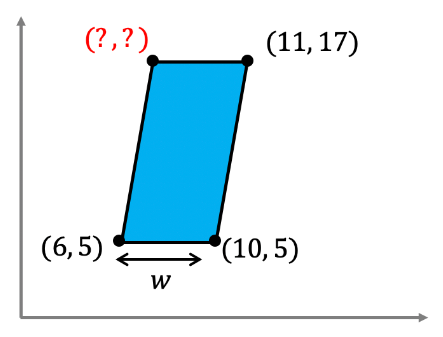 (?,?)
(11,17)
(6,5)
(10,5)
w